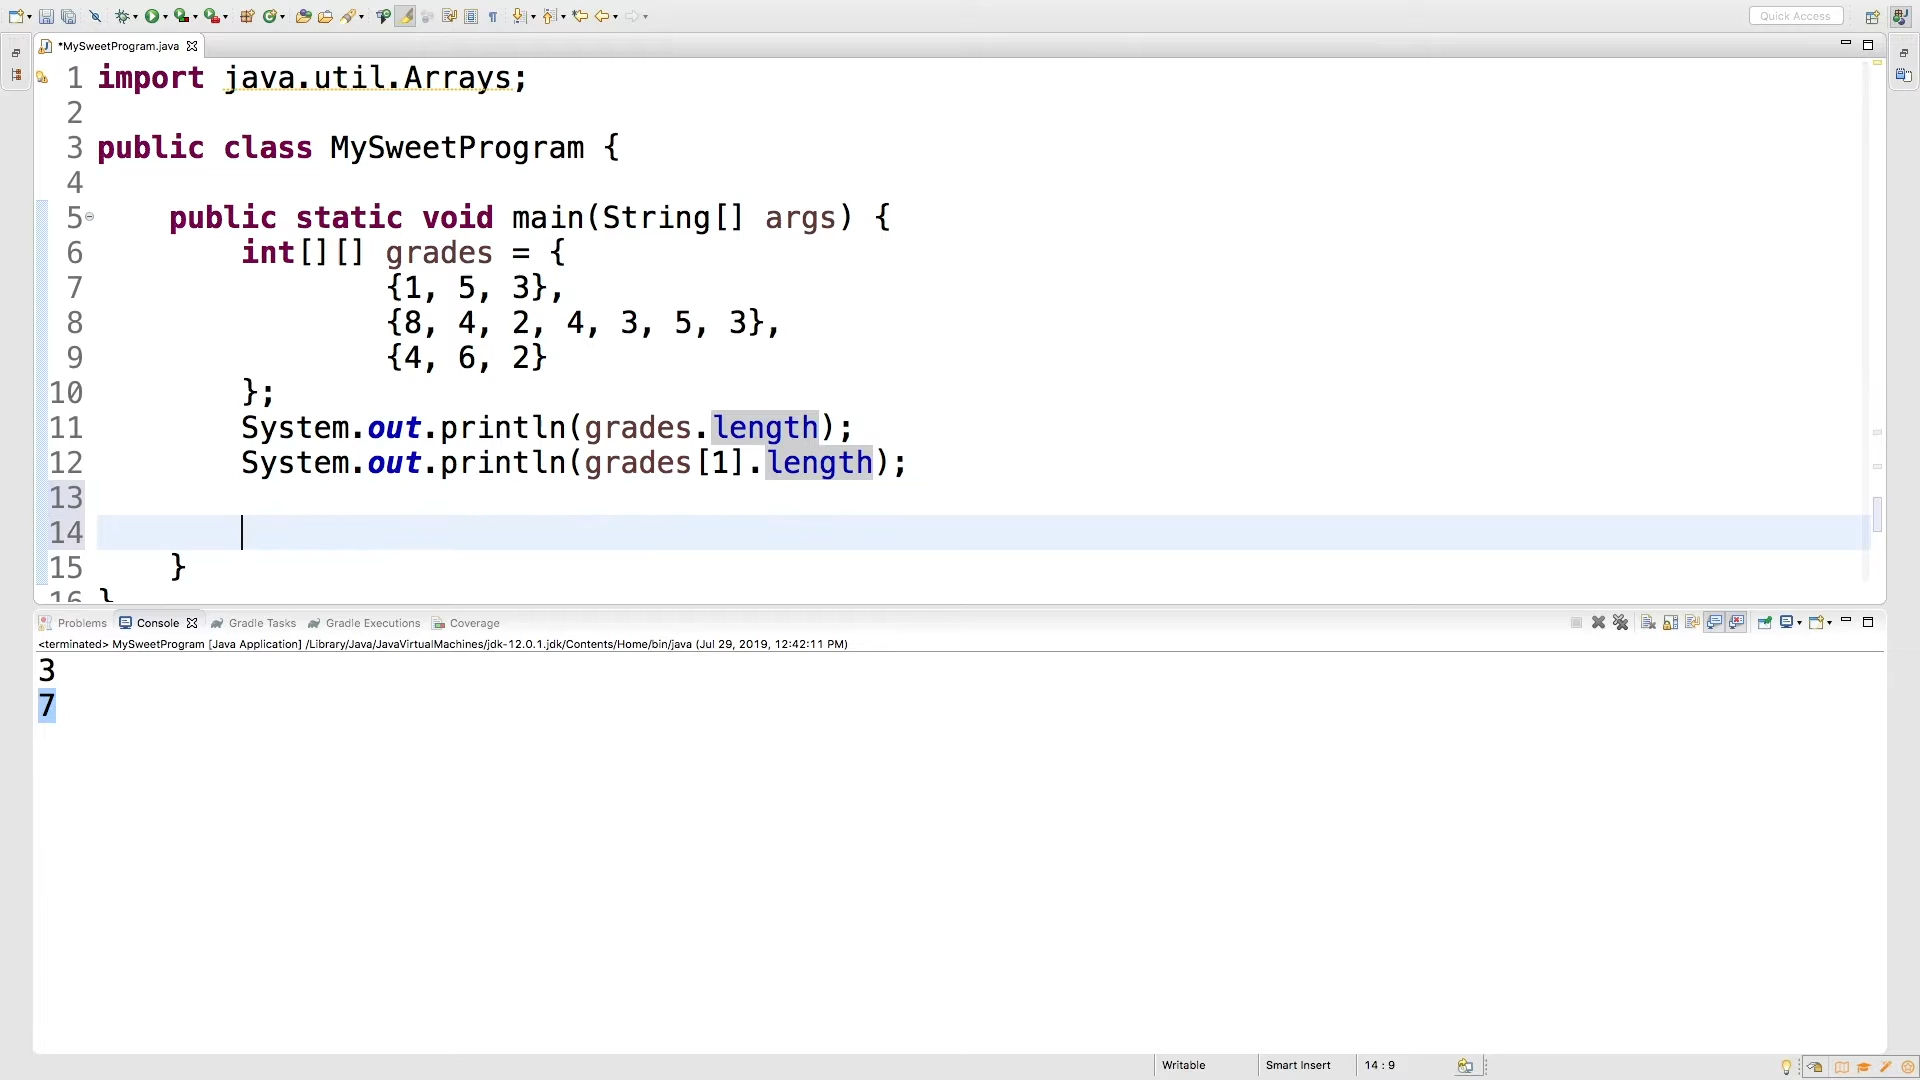 Quick Access
*MySweetProgram.java
1 import java.util.Arrays;
2
3 public class MySweetProgram {
4
5 public static void main(String[] args) {
6 int[][] grades = {
7 {1, 5, 3},
8 {8, 4, 2, 4, 3, 5, 3},
9 {4, 6, 2}
10 };
11 System.out.println(grades.length);
12 System.out.println(grades[1].length);
13
14
15 }
16 }
Problems Console Gradle Tasks Gradle Executions Coverage
<terminated> MySweetProgram [Java Application] /Library/Java/JavaVirtualMachines/jdk-12.0.1.jdk/Contents/Home/bin/java (Jul 29, 2019, 12:42:11 PM)
3
7
Writable Smart Insert 14 : 9